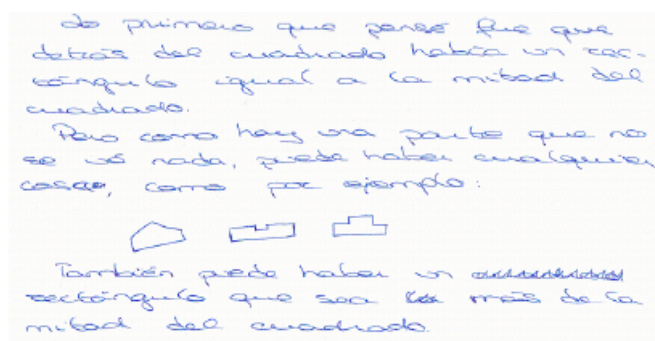 Lo primero que pensé fue que
detrás del cuadrado había un rec-
tángulo igual a la mitad del
cuadrado.
Pero como hay una parte que no
se vé nada, puede haber cualquier
cosa, como por ejemplo:
También puede haber un
rectángulo que sea más de la
mitad del cuadrado.